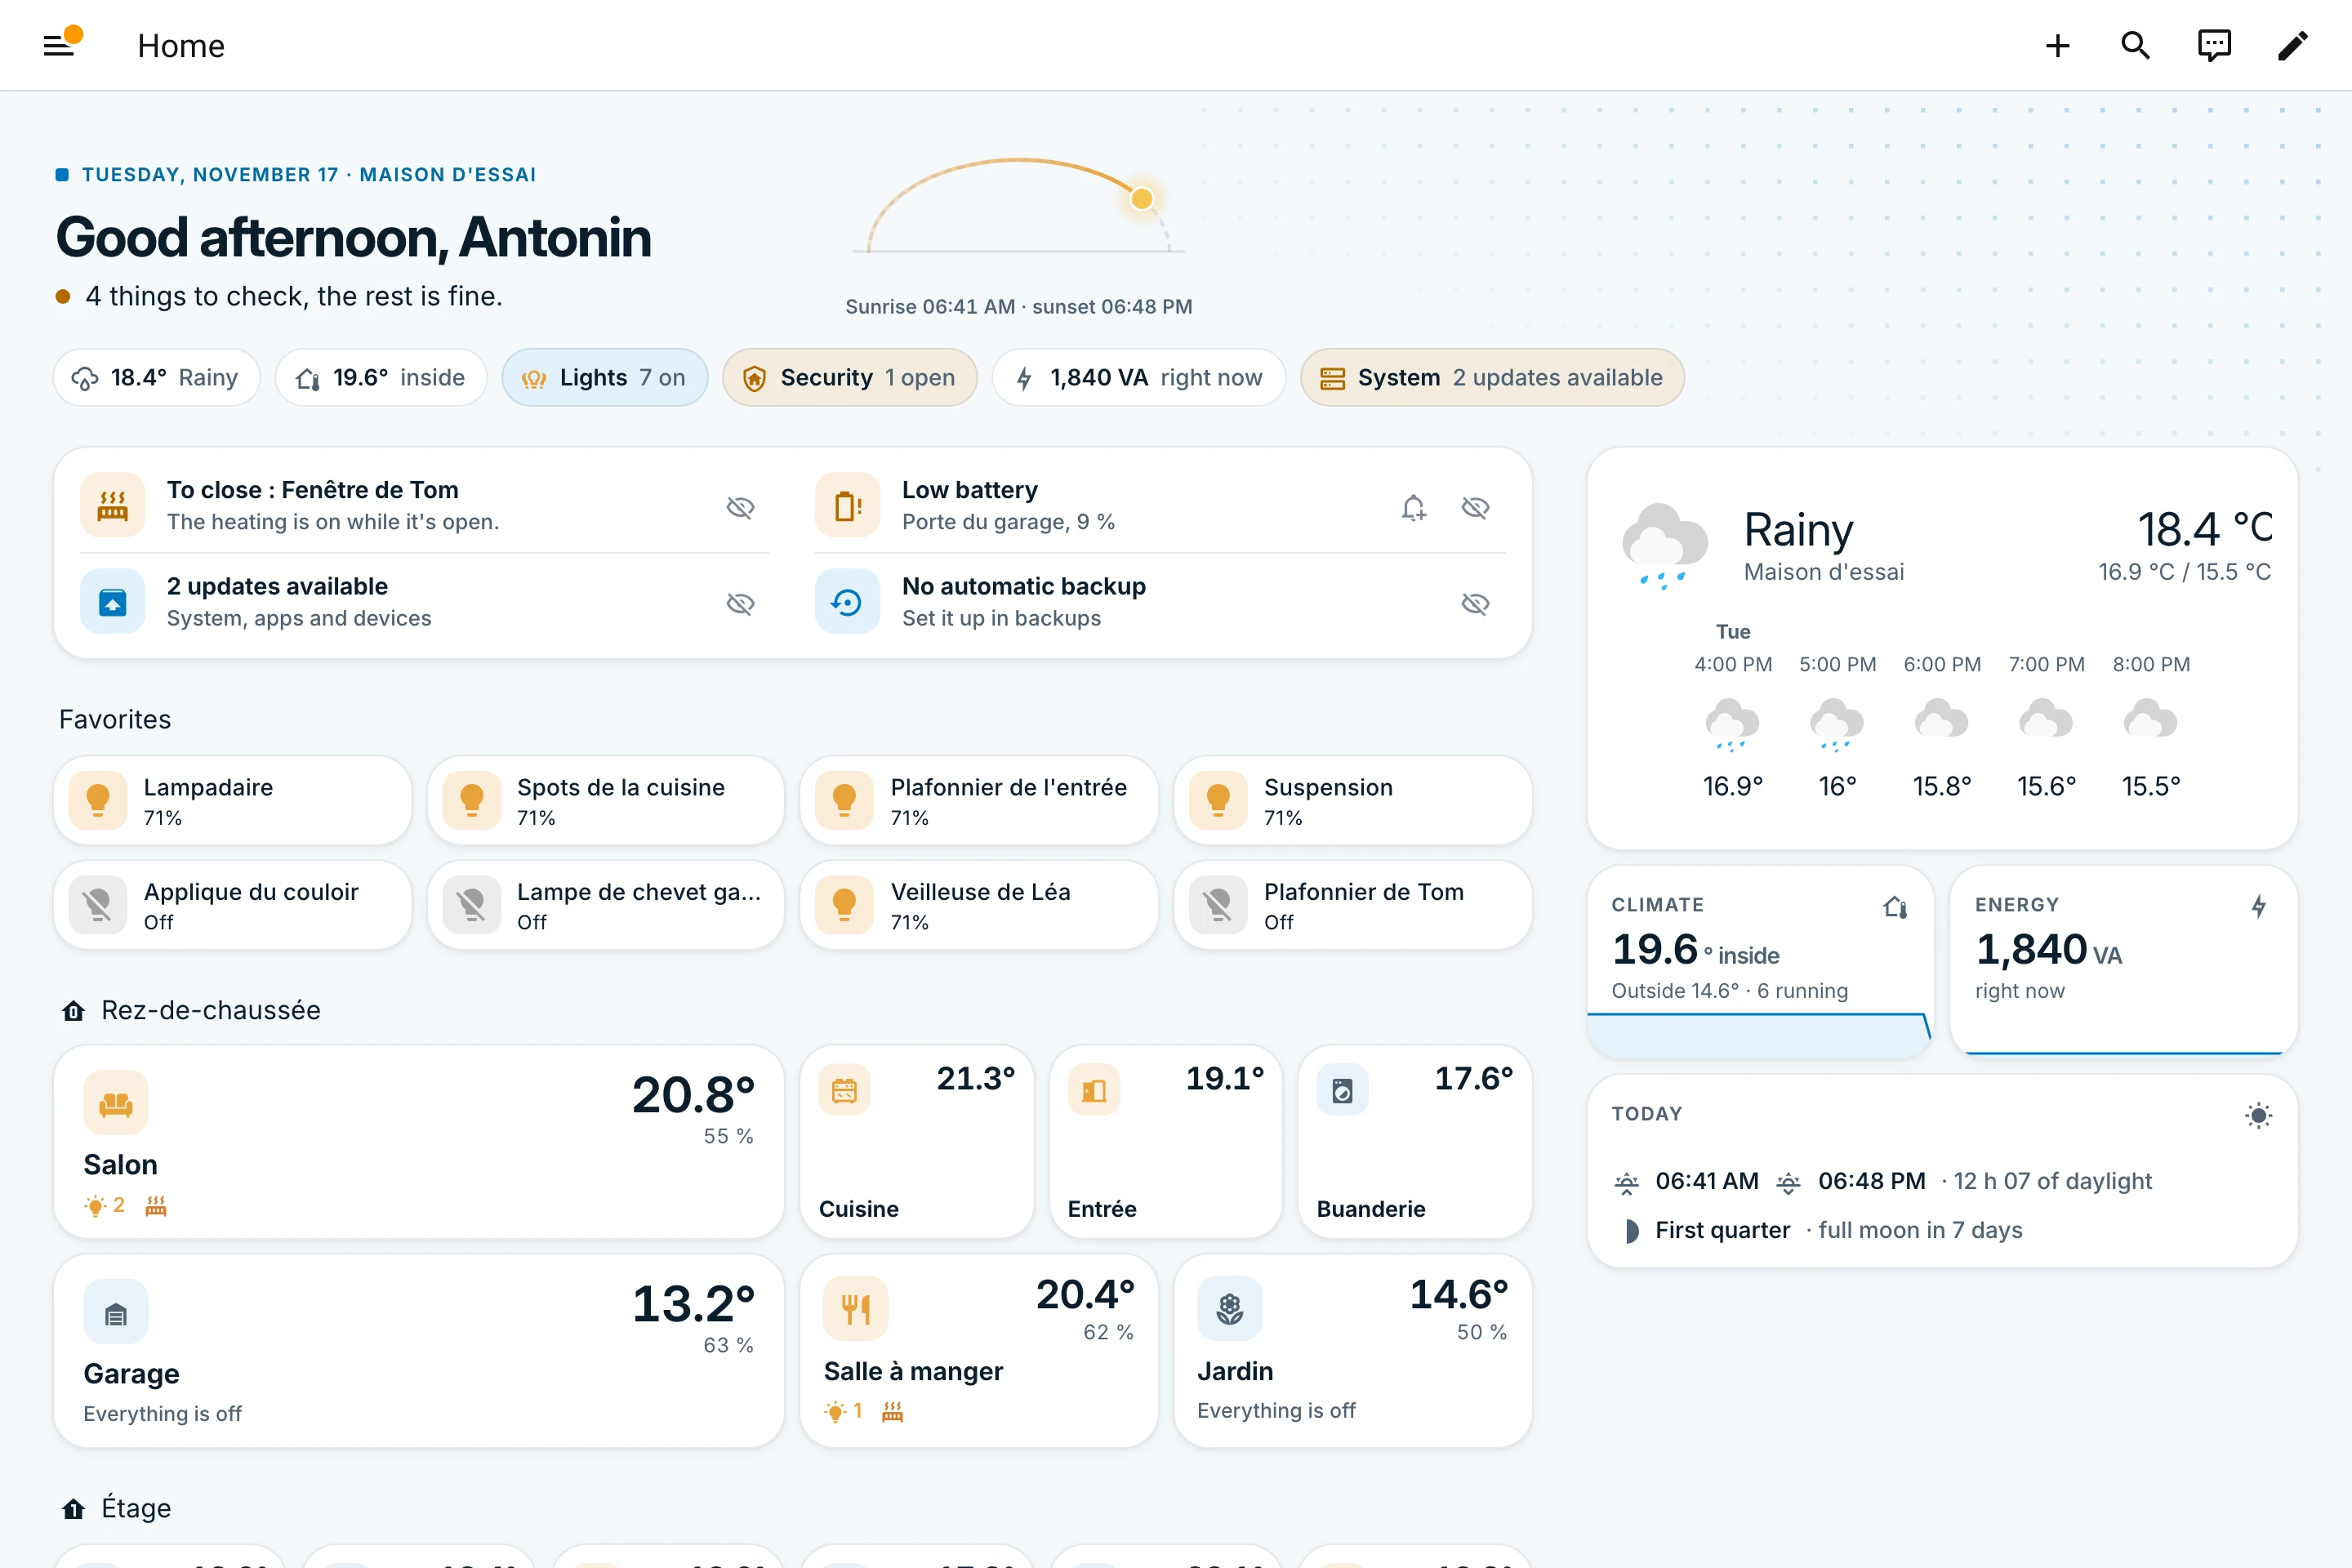 Home
TUESDAY, NOVEMBER 17 · MAISON D'ESSAI
Good afternoon, Antonin
4 things to check, the rest is fine.
Sunrise 06:41 AM · sunset 06:48 PM
18.4° Rainy
19.6° inside
Lights 7 on
Security 1 open
1,840 VA right now
System 2 updates available
To close : Fenêtre de Tom
The heating is on while it's open.
Low battery
Porte du garage, 9 %
2 updates available
System, apps and devices
No automatic backup
Set it up in backups
Favorites
Lampadaire
71%
Spots de la cuisine
71%
Plafonnier de l'entrée
71%
Suspension
71%
Applique du couloir
Off
Lampe de chevet ga...
Off
Veilleuse de Léa
71%
Plafonnier de Tom
Off
0 Rez-de-chaussée
20.8°
55 %
Salon
2
21.3°
Cuisine
19.1°
Entrée
17.6°
Buanderie
13.2°
63 %
Garage
Everything is off
20.4°
62 %
Salle à manger
1
14.6°
50 %
Jardin
Everything is off
1 Étage
Rainy
Maison d'essai
18.4 °C
16.9 °C / 15.5 °C
Tue
4:00 PM 5:00 PM 6:00 PM 7:00 PM 8:00 PM
16.9° 16° 15.8° 15.6° 15.5°
CLIMATE
19.6 ° inside
Outside 14.6° · 6 running
ENERGY
1,840 VA
right now
TODAY
06:41 AM 06:48 PM · 12 h 07 of daylight
First quarter · full moon in 7 days